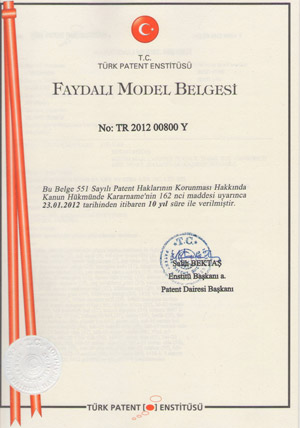 T.C.
TÜRK PATENT ENSTİTÜSÜ
FAYDALI MODEL BELGESİ
No: TR 2012 00800 Y
Bu Belge 551 Sayılı Patent Haklarının Korunması Hakkında
Kanun Hükmünde Kararname'nin 162 nci maddesi uyarınca
23.01.2012 tarihinden itibaren 10 yıl süre ile verilmiştir.
T.C.
Salih BEKTAŞ
Enstitü Başkanı a.
Patent Dairesi Başkanı
TÜRK PATENT ENSTİTÜSÜ